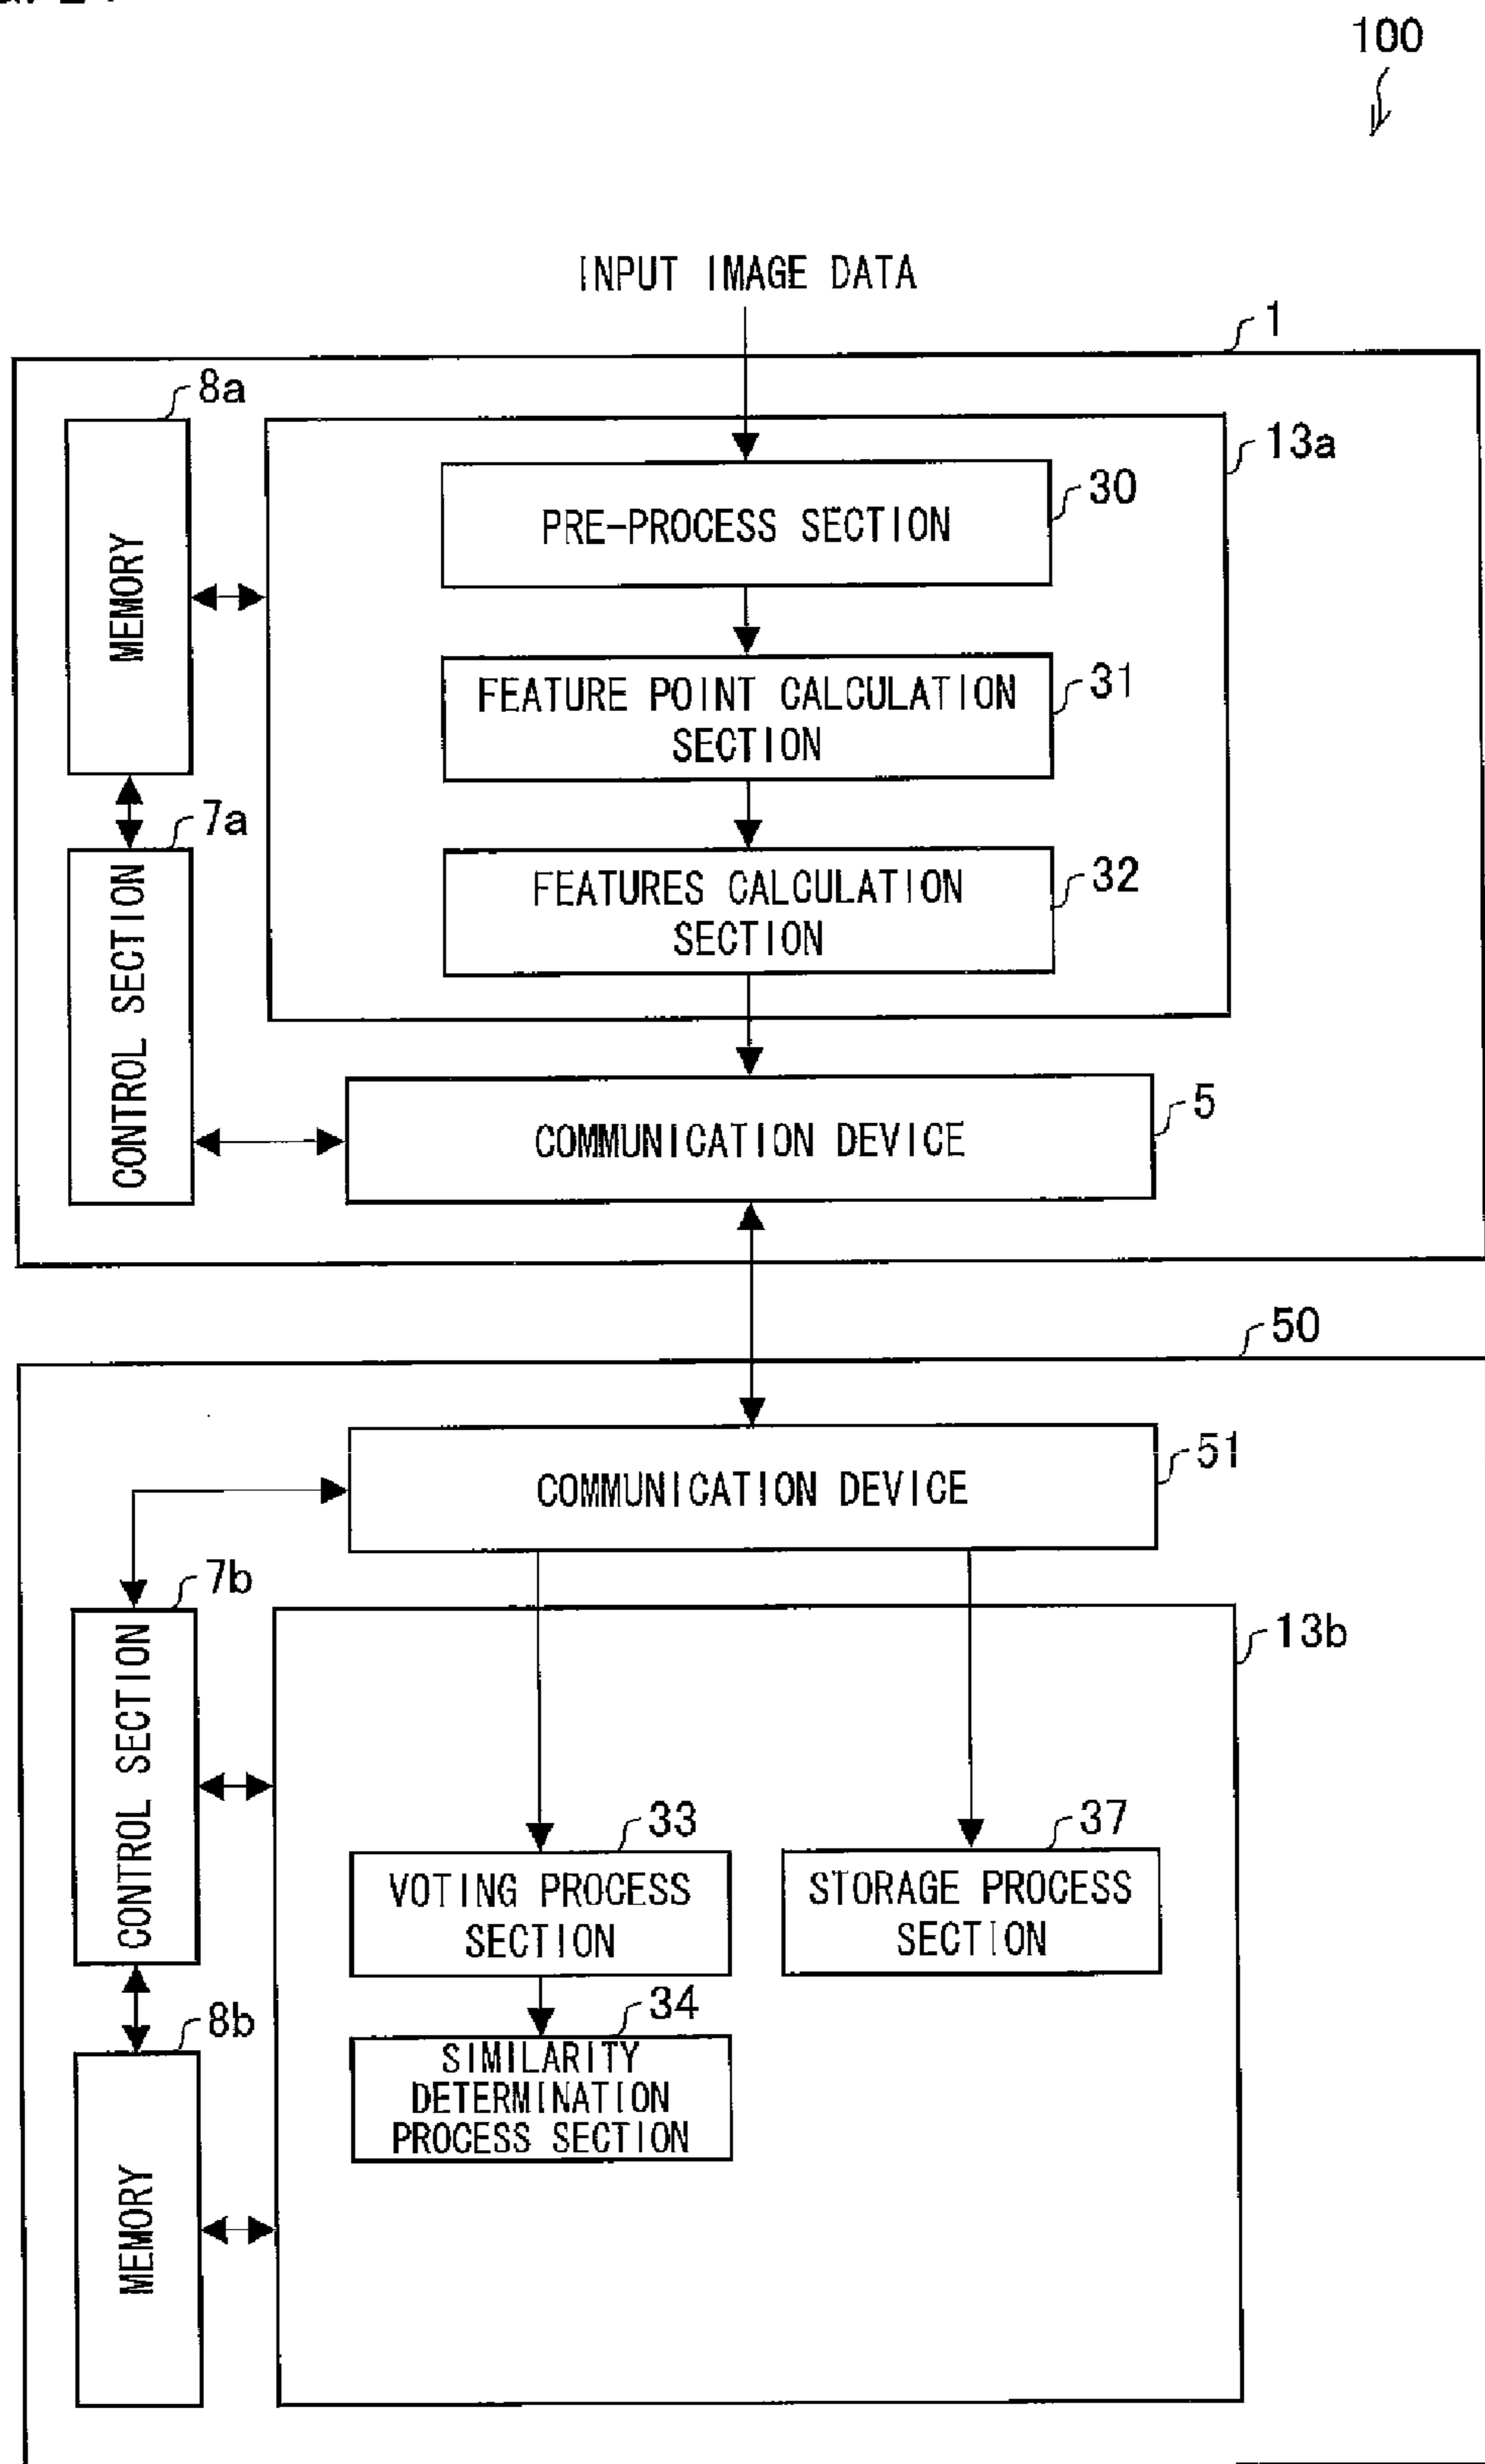 100
INPUT IMAGE DATA
1
8a
13a
MEMORY
30
PRE-PROCESS SECTION
31
FEATURE POINT CALCULATION
SECTION
7a
CONTROL SECTION
32
FEATURES CALCULATION
SECTION
5
COMMUNICATION DEVICE
50
51
COMMUNICATION DEVICE
7b
CONTROL SECTION
13b
33
VOTING PROCESS
SECTION
37
STORAGE PROCESS
SECTION
34
SIMILARITY
DETERMINATION
PROCESS SECTION
8b
MEMORY